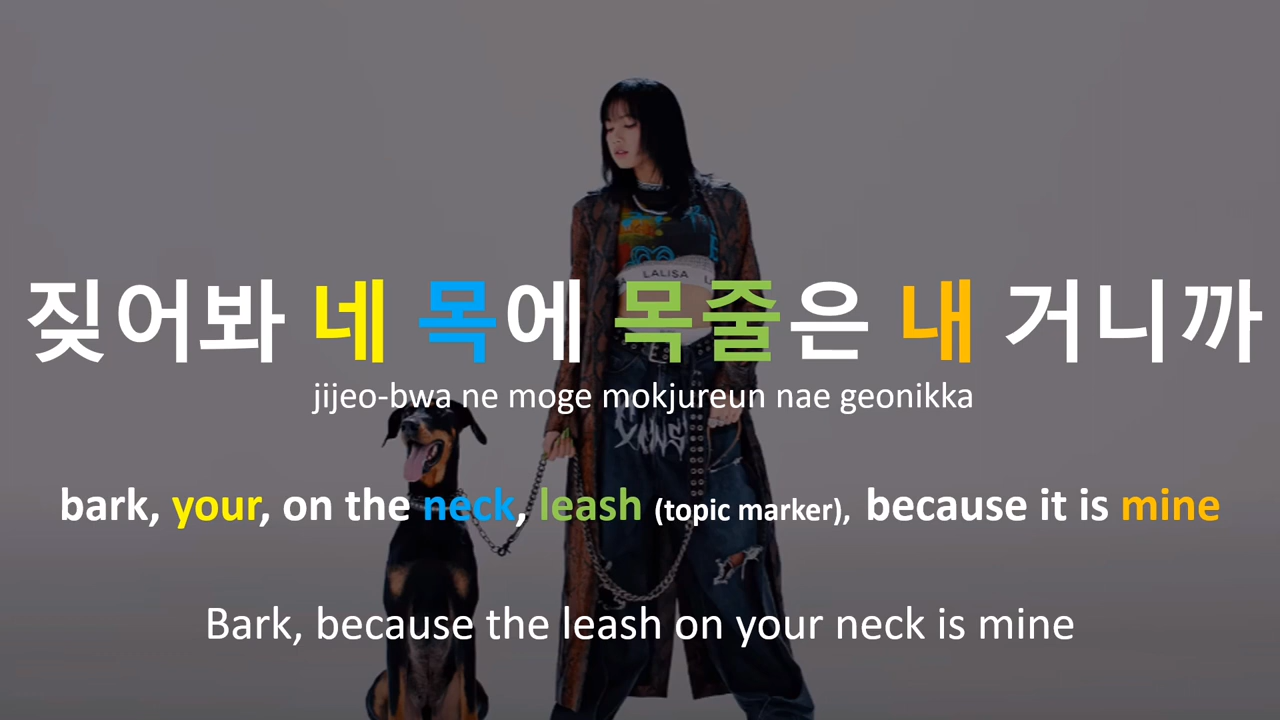 LALISA
짖어봐 네 목에 목줄은 내 거니까
jijeo-bwa ne moge mokjureun nae geonikka
bark, your, on the neck, leash (topic marker), because it is mine
Bark, because the leash on your neck is mine